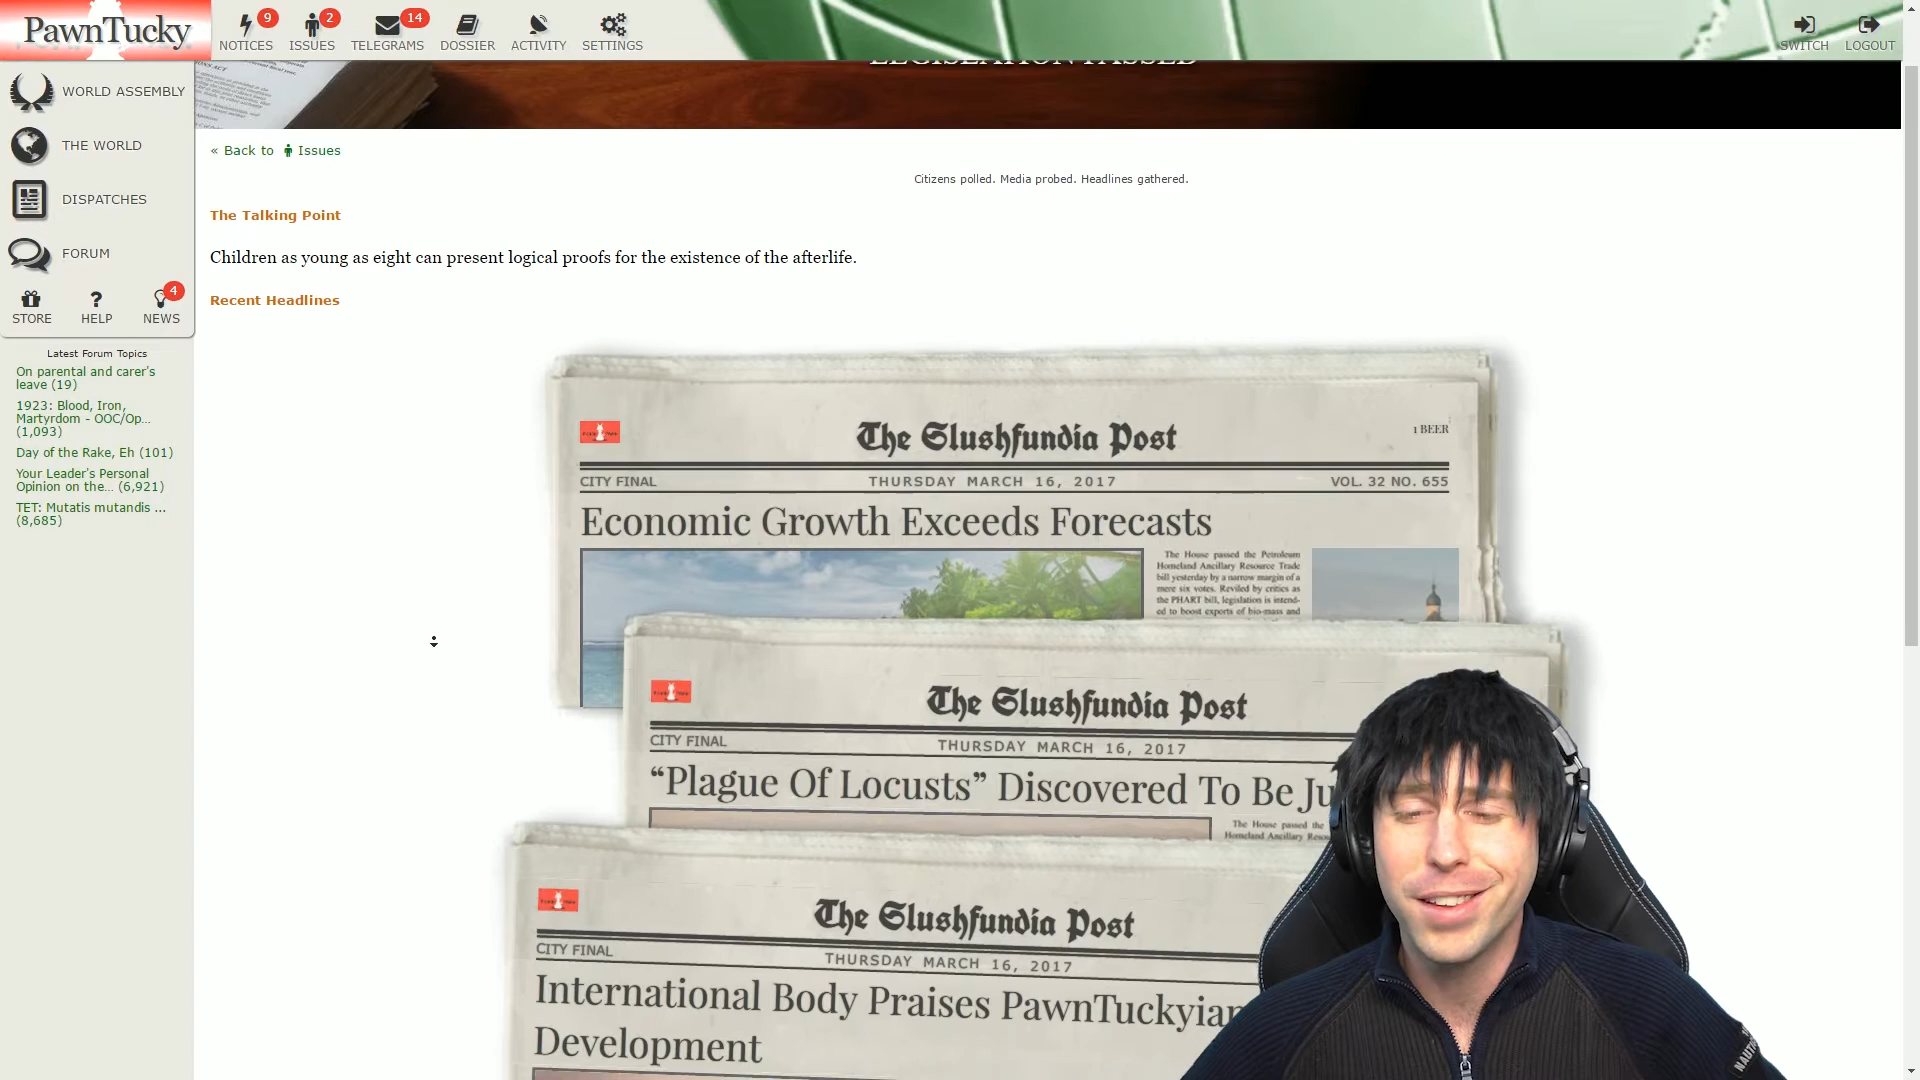 PawnTucky
9
NOTICES
2
ISSUES
14
TELEGRAMS
DOSSIER
ACTIVITY
SETTINGS
SWITCH
LOGOUT
WORLD ASSEMBLY
THE WORLD
DISPATCHES
FORUM
STORE
HELP
4
NEWS
Latest Forum Topics
On parental and carer's
leave (19)
1923: Blood, Iron,
Martyrdom - OOC/Op...
(1,093)
Day of the Rake, Eh (101)
Your Leader's Personal
Opinion on the... (6,921)
TET: Mutatis mutandis ...
(8,685)
LEGISLATION PASSED
« Back to Issues
Citizens polled. Media probed. Headlines gathered.
The Talking Point
Children as young as eight can present logical proofs for the existence of the afterlife.
Recent Headlines
The Slushfundia Post
1 BEER
CITY FINAL THURSDAY MARCH 16, 2017 VOL. 32 NO. 655
Economic Growth Exceeds Forecasts
The House passed the Petroleum
Homeland Ancillary Resource Trade
bill yesterday by a narrow margin of a
mere six votes. Reviled by critics as
the PHART bill, legislation is intend-
ed to boost exports of bio-mass and
The Slushfundia Post
CITY FINAL THURSDAY MARCH 16, 2017
“Plague Of Locusts” Discovered To Be Ju
The House passed the
Homeland Ancillary Reso
The Slushfundia Post
CITY FINAL THURSDAY MARCH 16, 2017
International Body Praises PawnTuckyian
Development
NAUTI